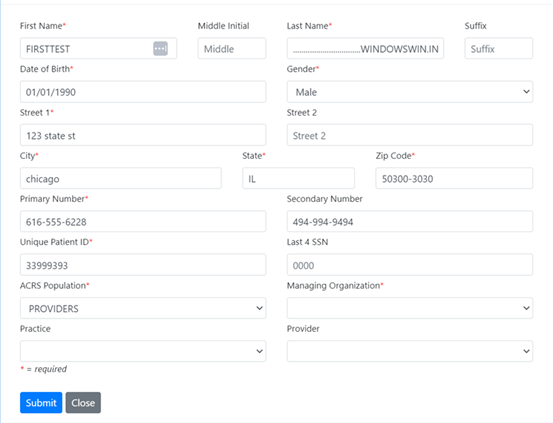 First Name* Middle Initial Last Name* Suffix
FIRSTTEST Middle ..................................WINDOWSWIN.IN Suffix
Date of Birth* Gender*
01/01/1990 Male
Street 1* Street 2
123 state st Street 2
City* State* Zip Code*
chicago IL 50300-3030
Primary Number* Secondary Number
616-555-6228 494-994-9494
Unique Patient ID* Last 4 SSN
33999393 0000
ACRS Population* Managing Organization*
PROVIDERS
Practice Provider
* = required
Submit Close